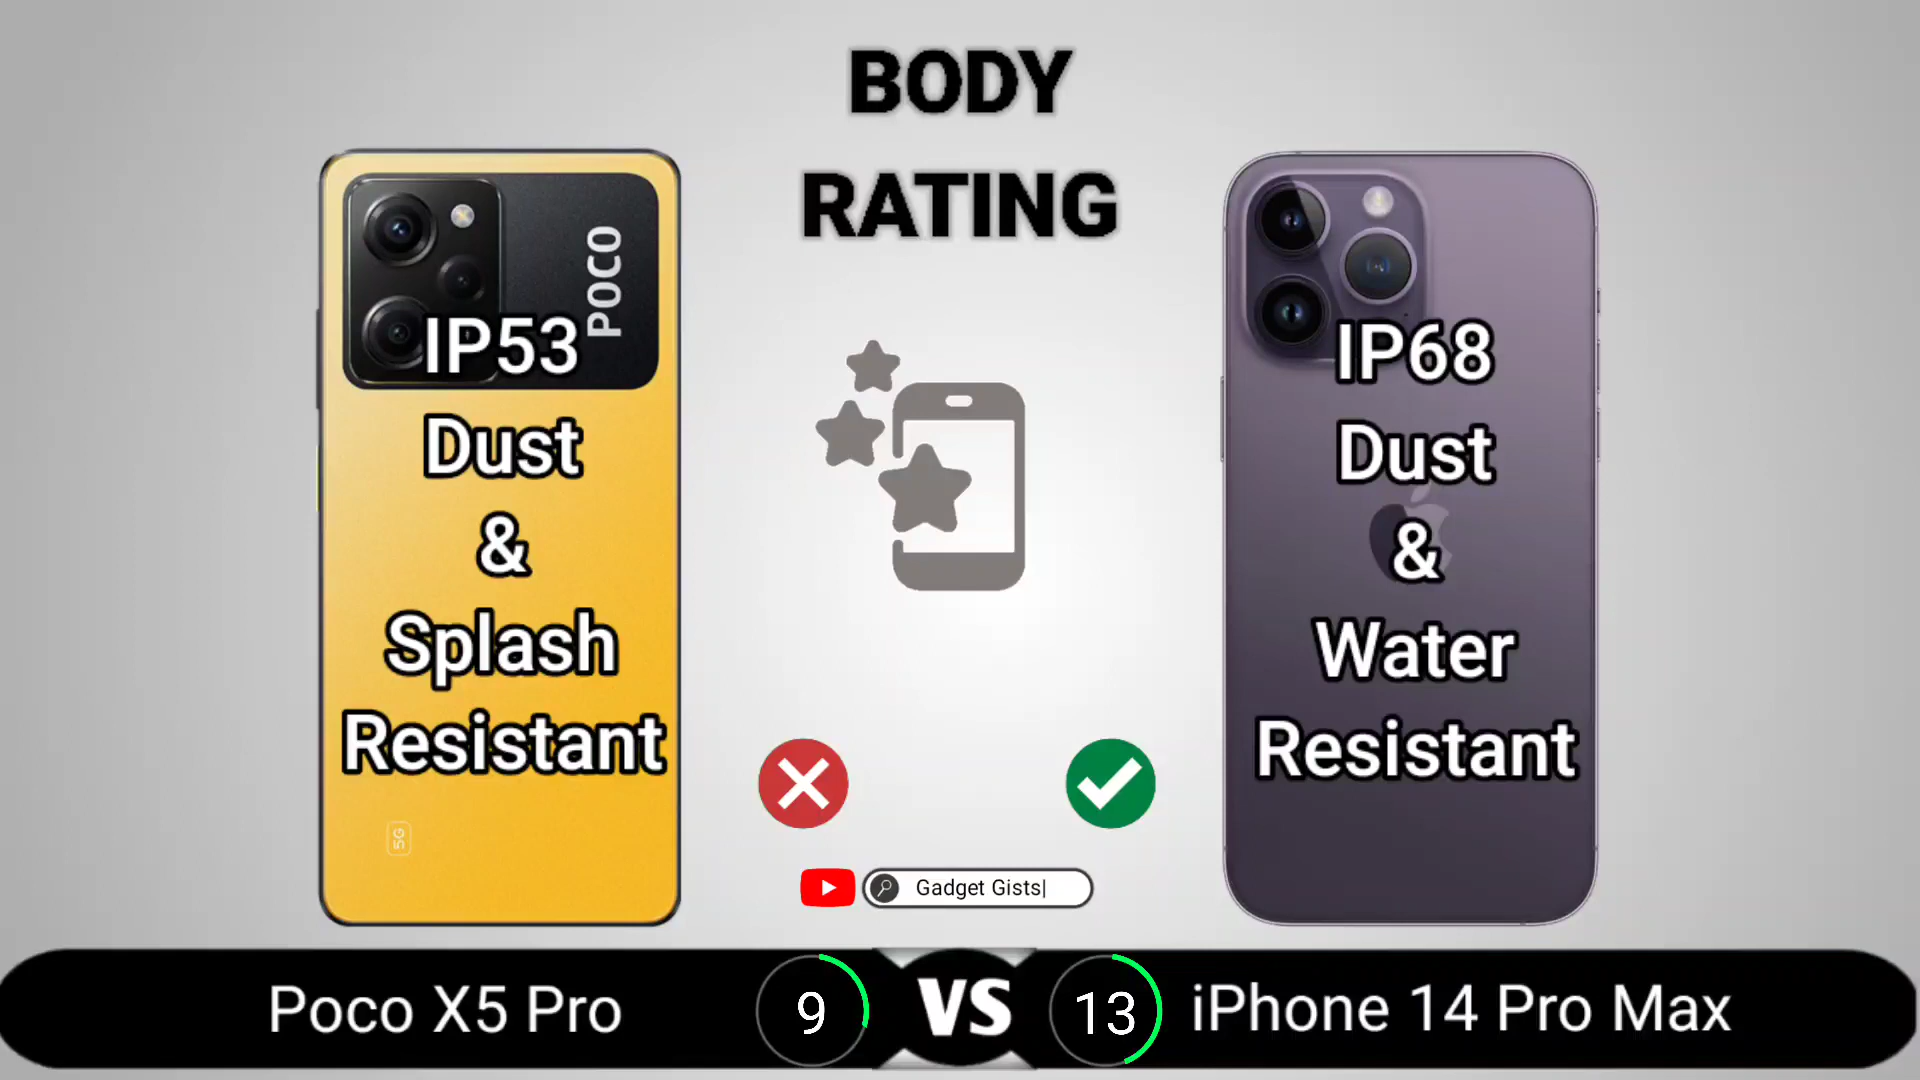 BODY
RATING
POCO
IP53
Dust
&
Splash
Resistant
5G
IP68
Dust
&
Water
Resistant
Gadget Gists|
Poco X5 Pro
9
VS
13
iPhone 14 Pro Max